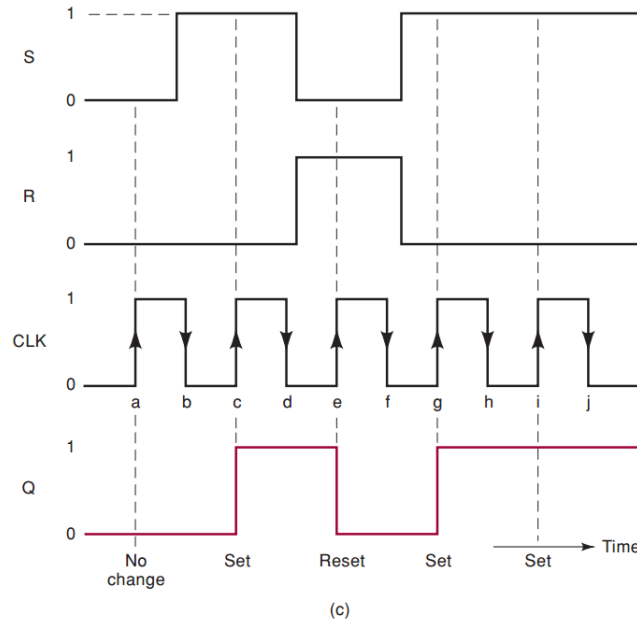 1
S
0
1
R
0
1
CLK
0
a b c d e f g h i j
1
Q
0
Time
No change Set Reset Set Set
(c)